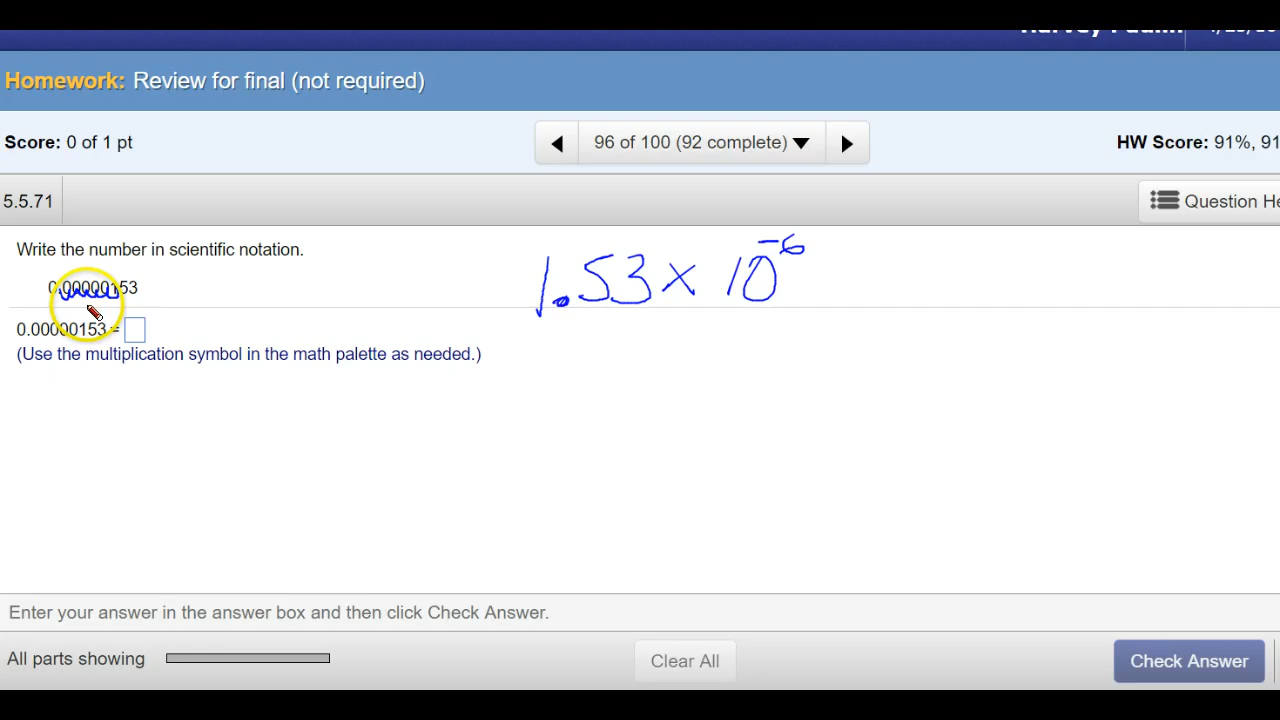 Homework: Review for final (not required)
Score: 0 of 1 pt
96 of 100 (92 complete)
HW Score: 91%, 91
5.5.71
Question He
Write the number in scientific notation.
0.00000153
1.53 x 10^-6
0.00000153 =
(Use the multiplication symbol in the math palette as needed.)
Enter your answer in the answer box and then click Check Answer.
All parts showing
Clear All
Check Answer